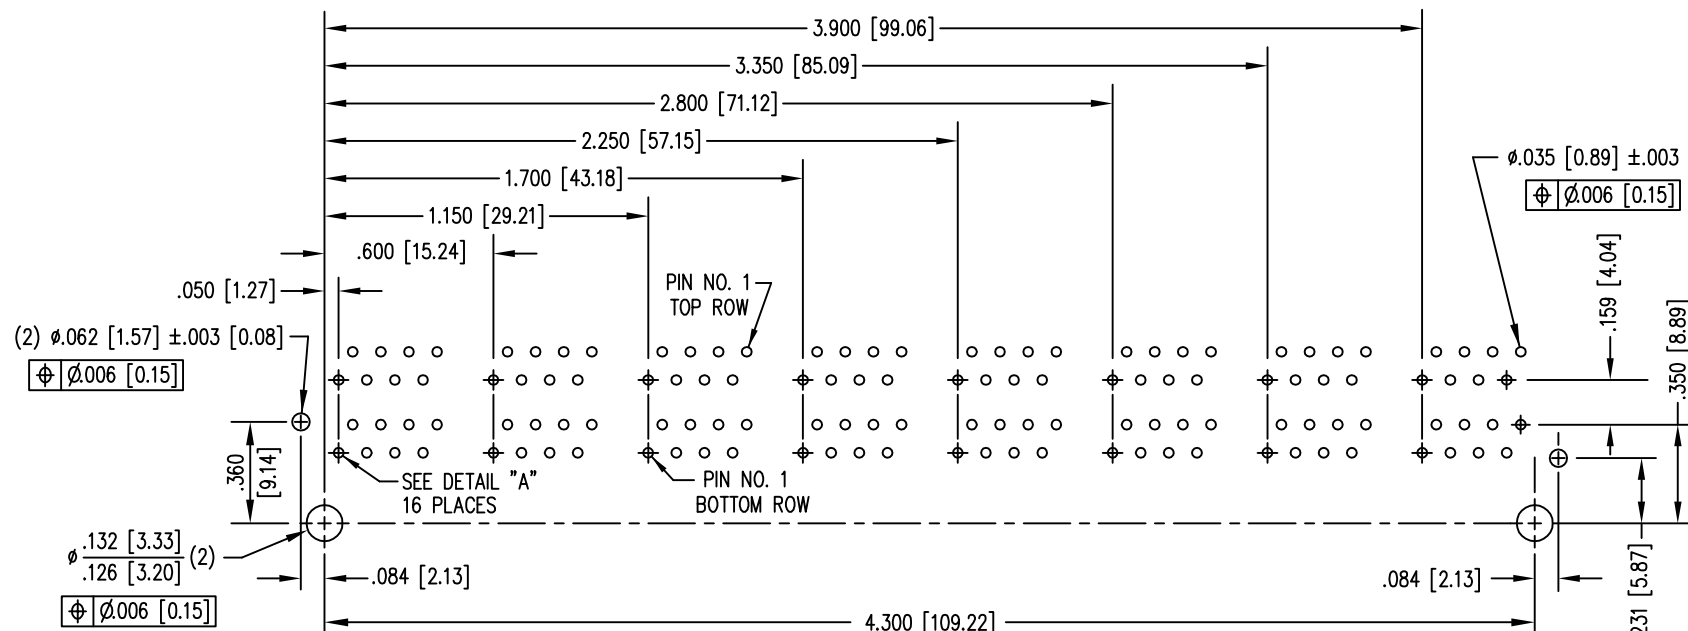 3.900 [99.06]
3.350 [85.09]
2.800 [71.12]
2.250 [57.15]
1.700 [43.18]
1.150 [29.21]
.600 [15.24]
.050 [1.27]
ø.035 [0.89] ±.003
⌖ Ø.006 [0.15]
PIN NO. 1
TOP ROW
.159 [4.04]
.350 [8.89]
(2) ø.062 [1.57] ±.003 [0.08]
⌖ Ø.006 [0.15]
.360
[9.14]
SEE DETAIL "A"
16 PLACES
PIN NO. 1
BOTTOM ROW
ø .132 [3.33]
.126 [3.20] (2)
⌖ Ø.006 [0.15]
.084 [2.13]
.084 [2.13]
231 [5.87]
4.300 [109.22]